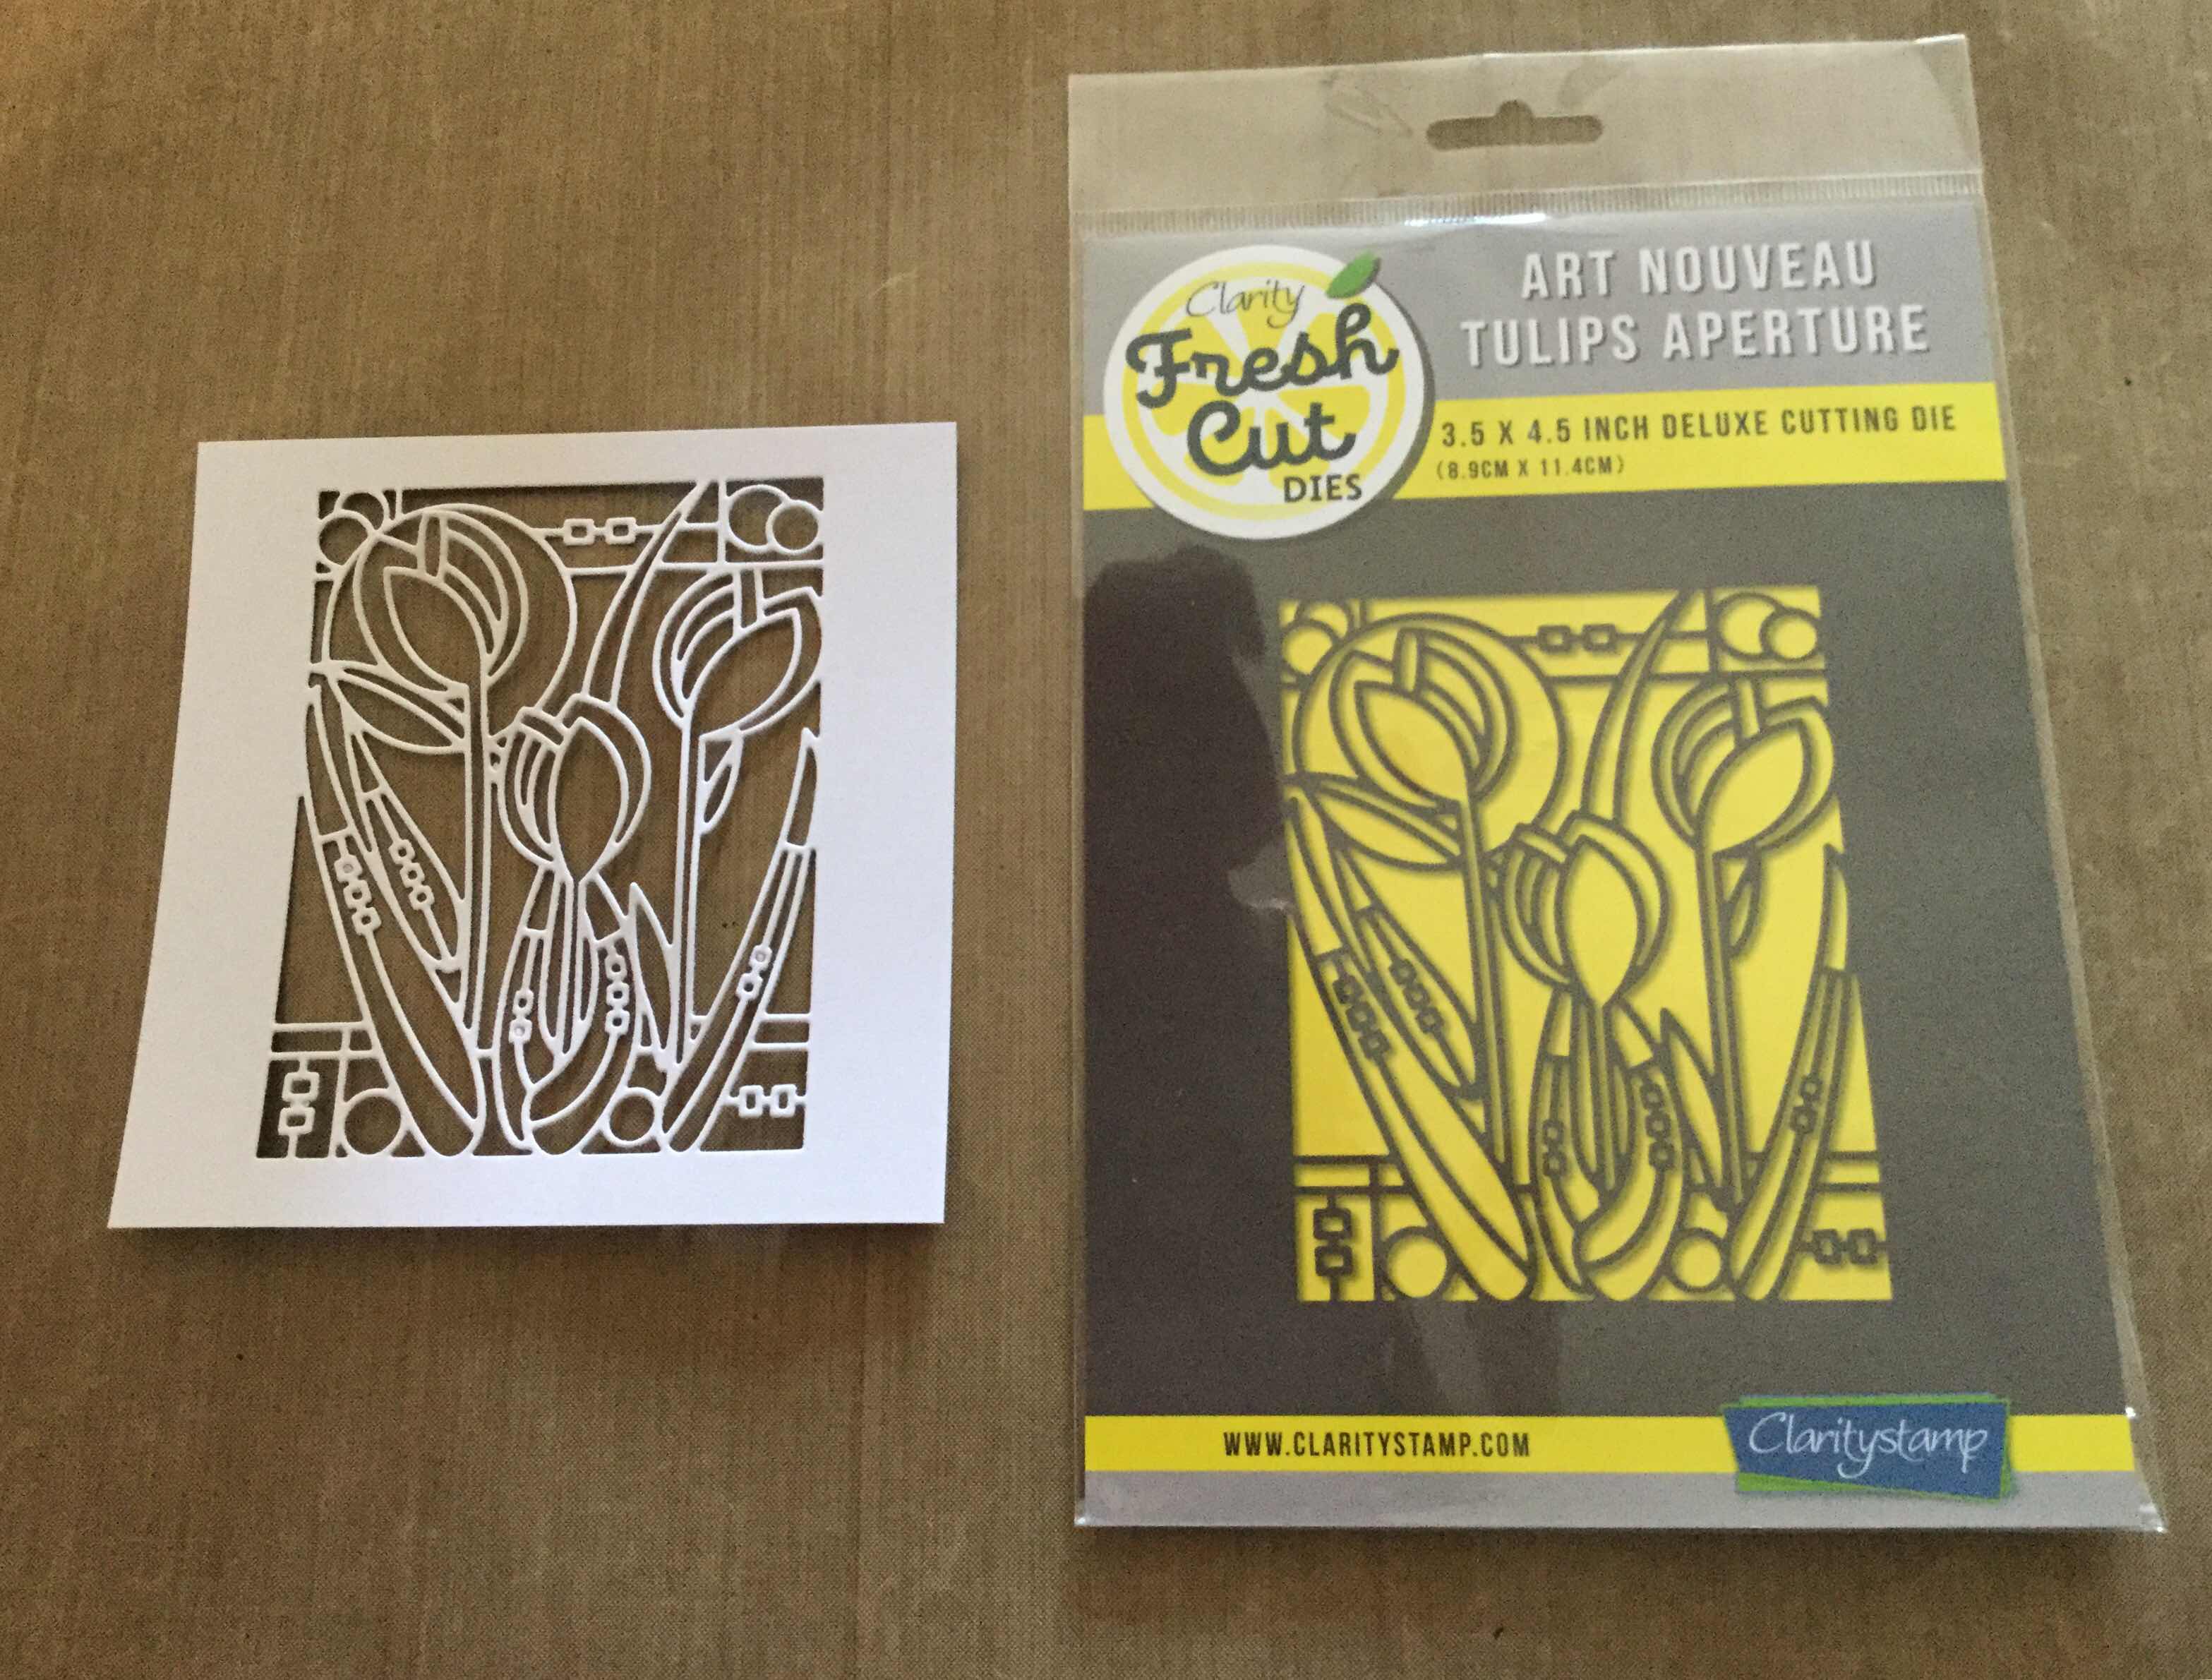 Clarity
Fresh
Cut
DIES
ART NOUVEAU
TULIPS APERTURE
3.5 X 4.5 INCH DELUXE CUTTING DIE
(8.9CM X 11.4CM)
WWW.CLARITYSTAMP.COM
Claritystamp